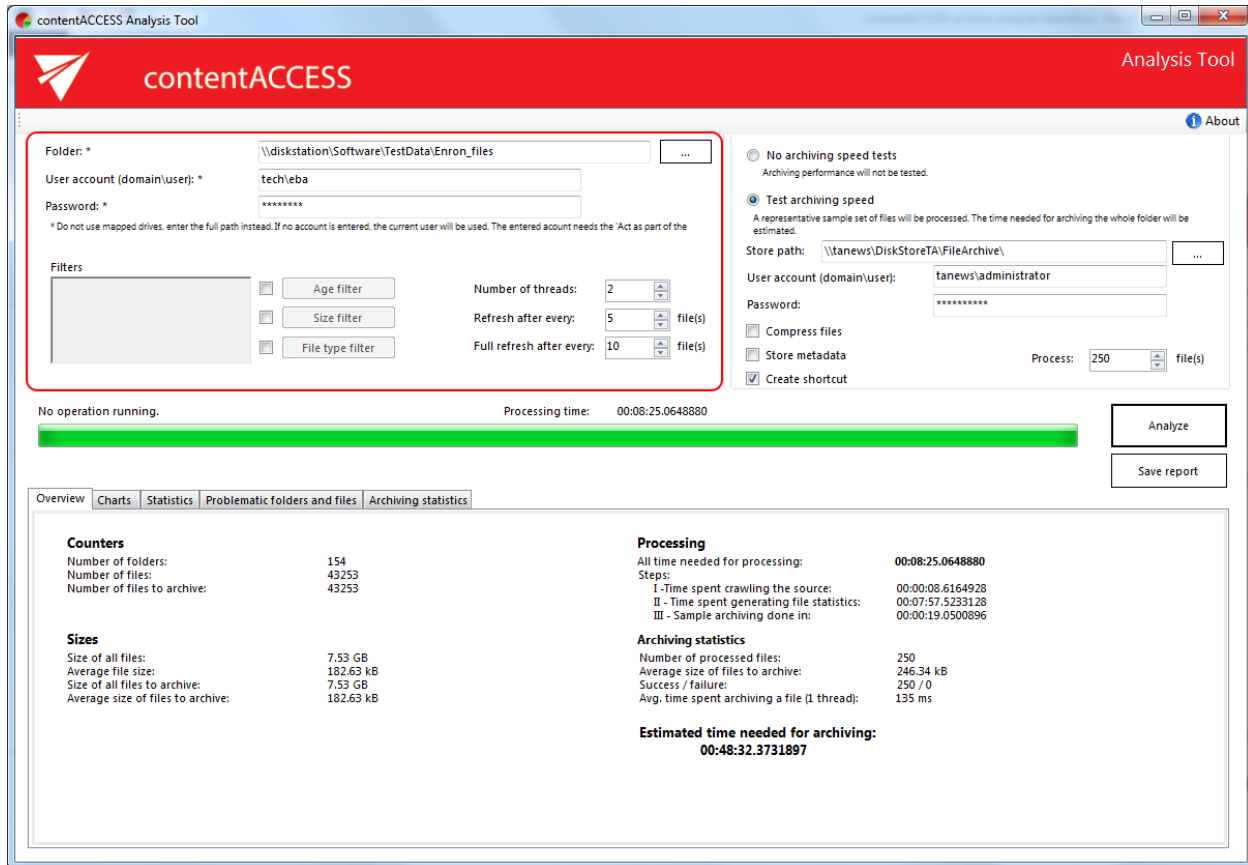 contentACCESS Analysis Tool
contentACCESS
Analysis Tool
About
Folder: *
\\diskstation\Software\TestData\Enron_files
...
User account (domain\user): *
tech\eba
Password: *
********
* Do not use mapped drives, enter the full path instead. If no account is entered, the current user will be used. The entered acount needs the 'Act as part of the
Filters
Age filter
Size filter
File type filter
Number of threads:
2
Refresh after every:
5
file(s)
Full refresh after every:
10
file(s)
No archiving speed tests
Archiving performance will not be tested.
Test archiving speed
A representative sample set of files will be processed. The time needed for archiving the whole folder will be
estimated.
Store path:
\\tanews\DiskStoreTA\FileArchive\
...
User account (domain\user):
tanews\administrator
Password:
**********
Compress files
Store metadata
Process:
250
file(s)
Create shortcut
No operation running.
Processing time:
00:08:25.0648880
Analyze
Save report
Overview
Charts
Statistics
Problematic folders and files
Archiving statistics
Counters
Number of folders: 154
Number of files: 43253
Number of files to archive: 43253
Sizes
Size of all files: 7.53 GB
Average file size: 182.63 kB
Size of all files to archive: 7.53 GB
Average size of files to archive: 182.63 kB
Processing
All time needed for processing: 00:08:25.0648880
Steps:
I -Time spent crawling the source: 00:00:08.6164928
II - Time spent generating file statistics: 00:07:57.5233128
III - Sample archiving done in: 00:00:19.0500896
Archiving statistics
Number of processed files: 250
Average size of files to archive: 246.34 kB
Success / failure: 250 / 0
Avg. time spent archiving a file (1 thread): 135 ms
Estimated time needed for archiving:
00:48:32.3731897